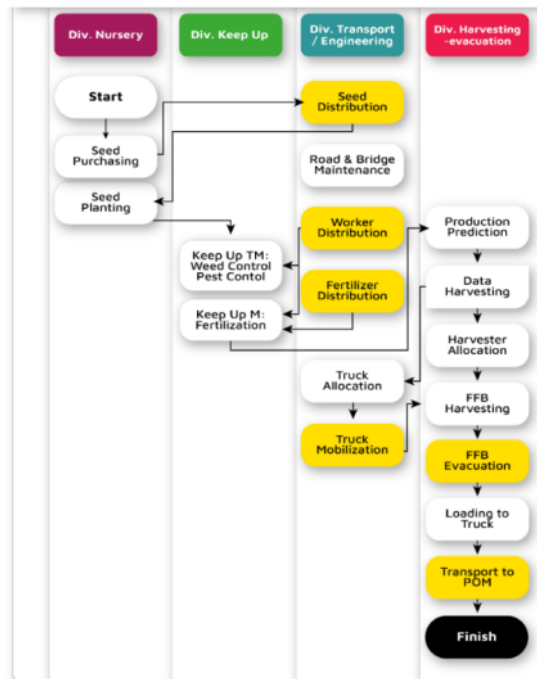 Div. Nursery
Div. Keep Up
Div. Transport
/ Engineering
Div. Harvesting
-evacuation
Start
Seed
Purchasing
Seed
Planting
Keep Up TM:
Weed Control
Pest Contol
Keep Up M:
Fertilization
Seed
Distribution
Road & Bridge
Maintenance
Worker
Distribution
Fertilizer
Distribution
Truck
Allocation
Truck
Mobilization
Production
Prediction
Data
Harvesting
Harvester
Allocation
FFB
Harvesting
FFB
Evacuation
Loading to
Truck
Transport to
POM
Finish